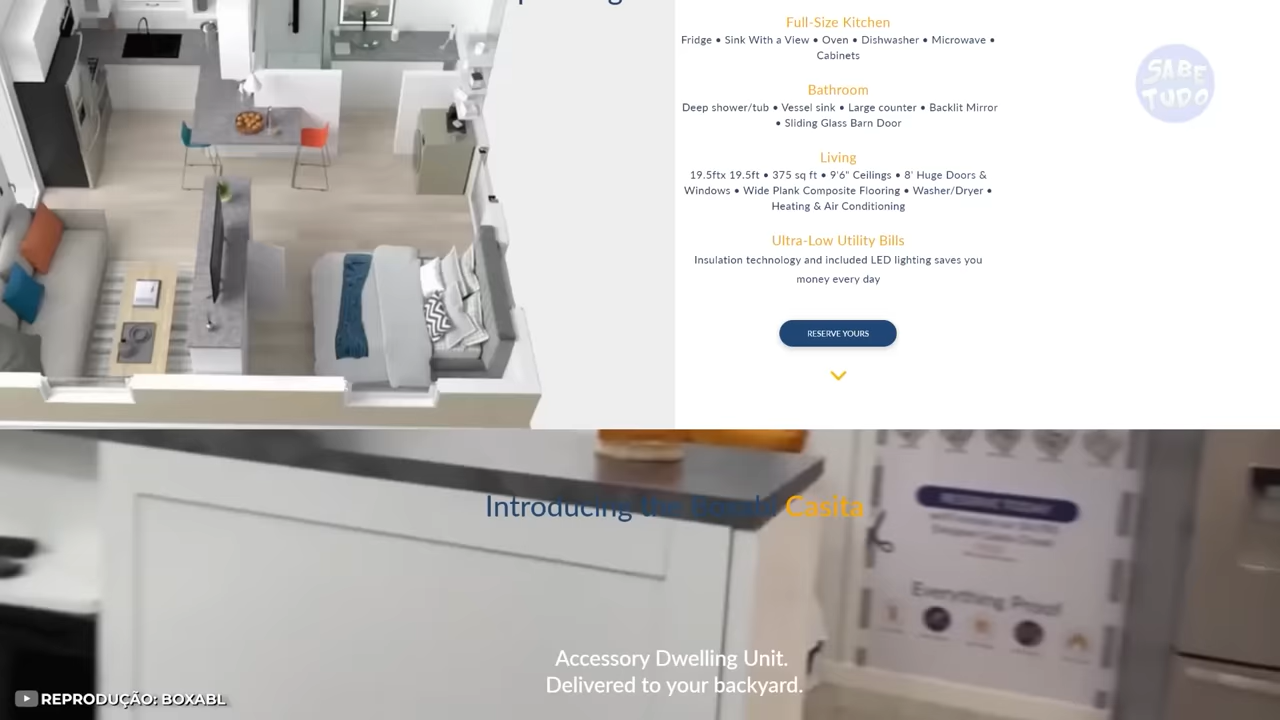 Full-Size Kitchen
Fridge • Sink With a View • Oven • Dishwasher • Microwave •
Cabinets
Bathroom
Deep shower/tub • Vessel sink • Large counter • Backlit Mirror
• Sliding Glass Barn Door
Living
19.5ftx 19.5ft • 375 sq ft • 9'6" Ceilings • 8' Huge Doors &
Windows • Wide Plank Composite Flooring • Washer/Dryer •
Heating & Air Conditioning
Ultra-Low Utility Bills
Insulation technology and included LED lighting saves you
money every day
RESERVE YOURS
SABE
TUDO
Introducing the Boxabl Casita
Everything Proof
Accessory Dwelling Unit.
Delivered to your backyard.
REPRODUÇÃO: BOXABL